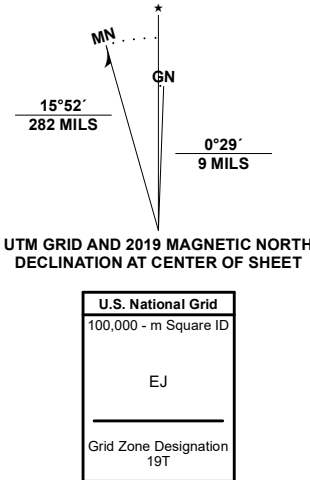 ★
MN
GN
15°52´
282 MILS
0°29´
9 MILS
UTM GRID AND 2019 MAGNETIC NORTH
DECLINATION AT CENTER OF SHEET
U.S. National Grid
100,000 - m Square ID
EJ
Grid Zone Designation
19T